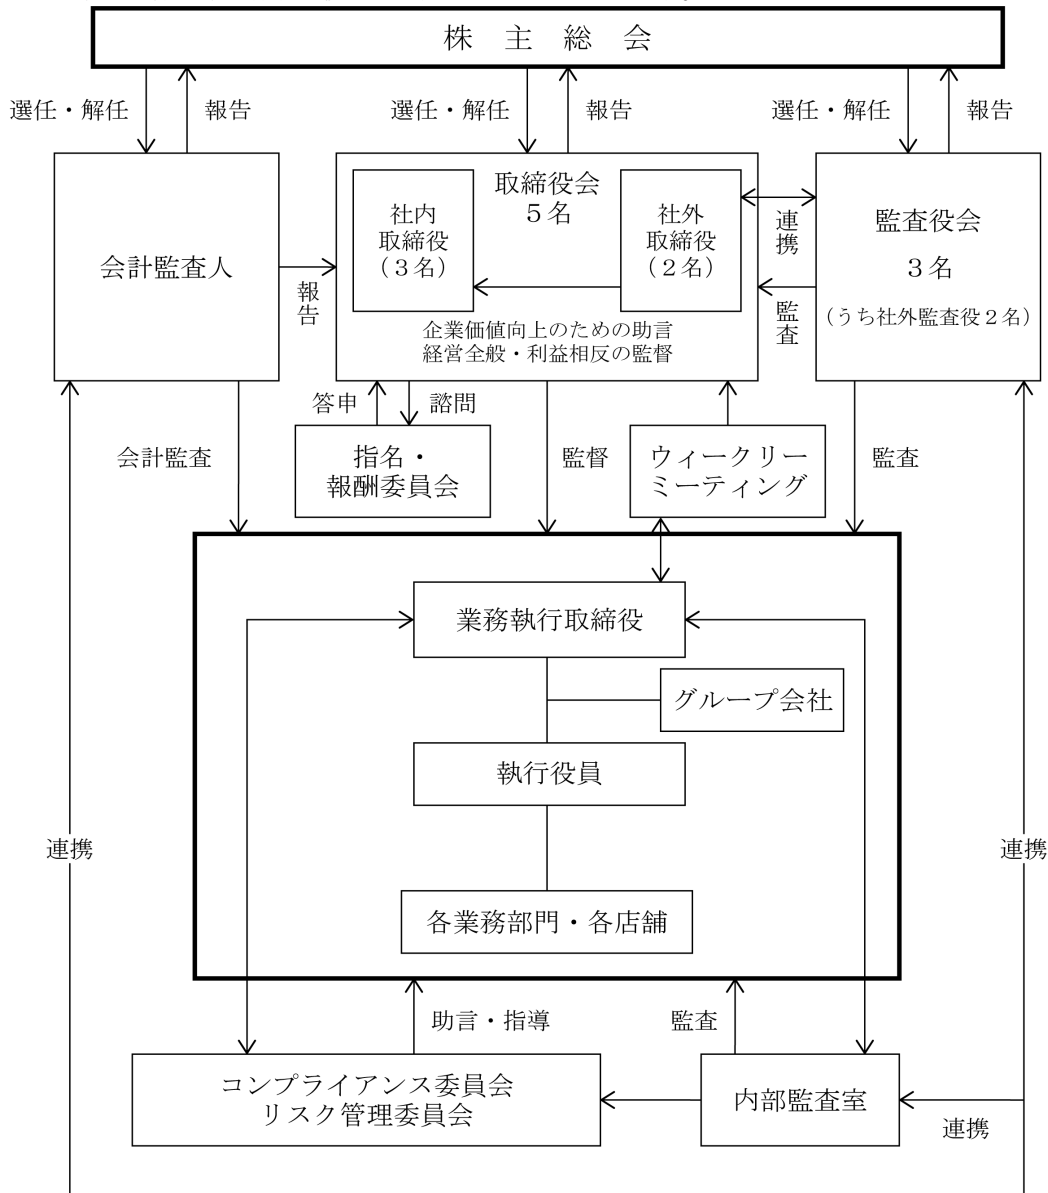 株主総会
選任・解任
報告
選任・解任
報告
選任・解任
報告
会計監査人
報告
取締役会
5名
社内
取締役
（3名）
社外
取締役
（2名）
企業価値向上のための助言
経営全般・利益相反の監督
連携
監査
監査役会
3名
（うち社外監査役2名）
答申
諮問
会計監査
指名・
報酬委員会
監督
ウィークリー
ミーティング
監査
業務執行取締役
グループ会社
執行役員
連携
連携
各業務部門・各店舗
助言・指導
監査
コンプライアンス委員会
リスク管理委員会
内部監査室
連携